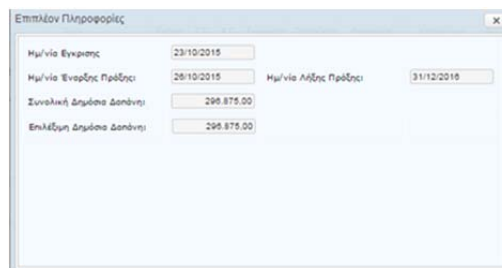 Επιπλέον Πληροφορίες
Ημ/νία Εγκρισης 23/10/2015
Ημ/νία Έναρξης Πράξης: 26/10/2015 Ημ/νία Λήξης Πράξης: 31/12/2016
Συνολική Δημόσια Δαπάνη: 296.875,00
Επιλέξιμη Δημόσια Δαπάνη: 296.875,00